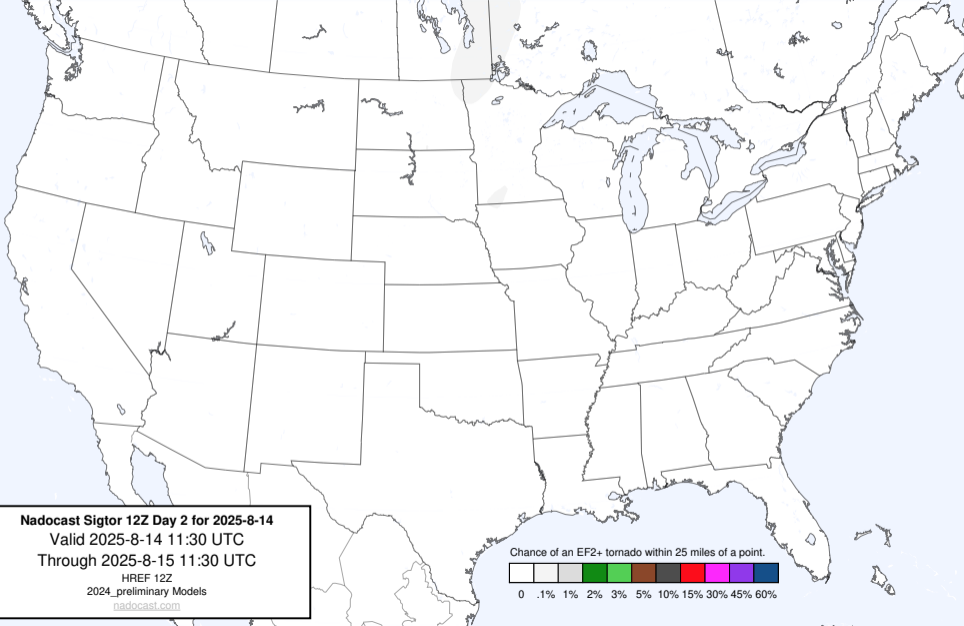 Nadocast Sigtor 12Z Day 2 for 2025-8-14
Valid 2025-8-14 11:30 UTC
Through 2025-8-15 11:30 UTC
HREF 12Z
2024_preliminary Models
nadocast.com
Chance of an EF2+ tornado within 25 miles of a point.
0 .1% 1% 2% 3% 5% 10% 15% 30% 45% 60%